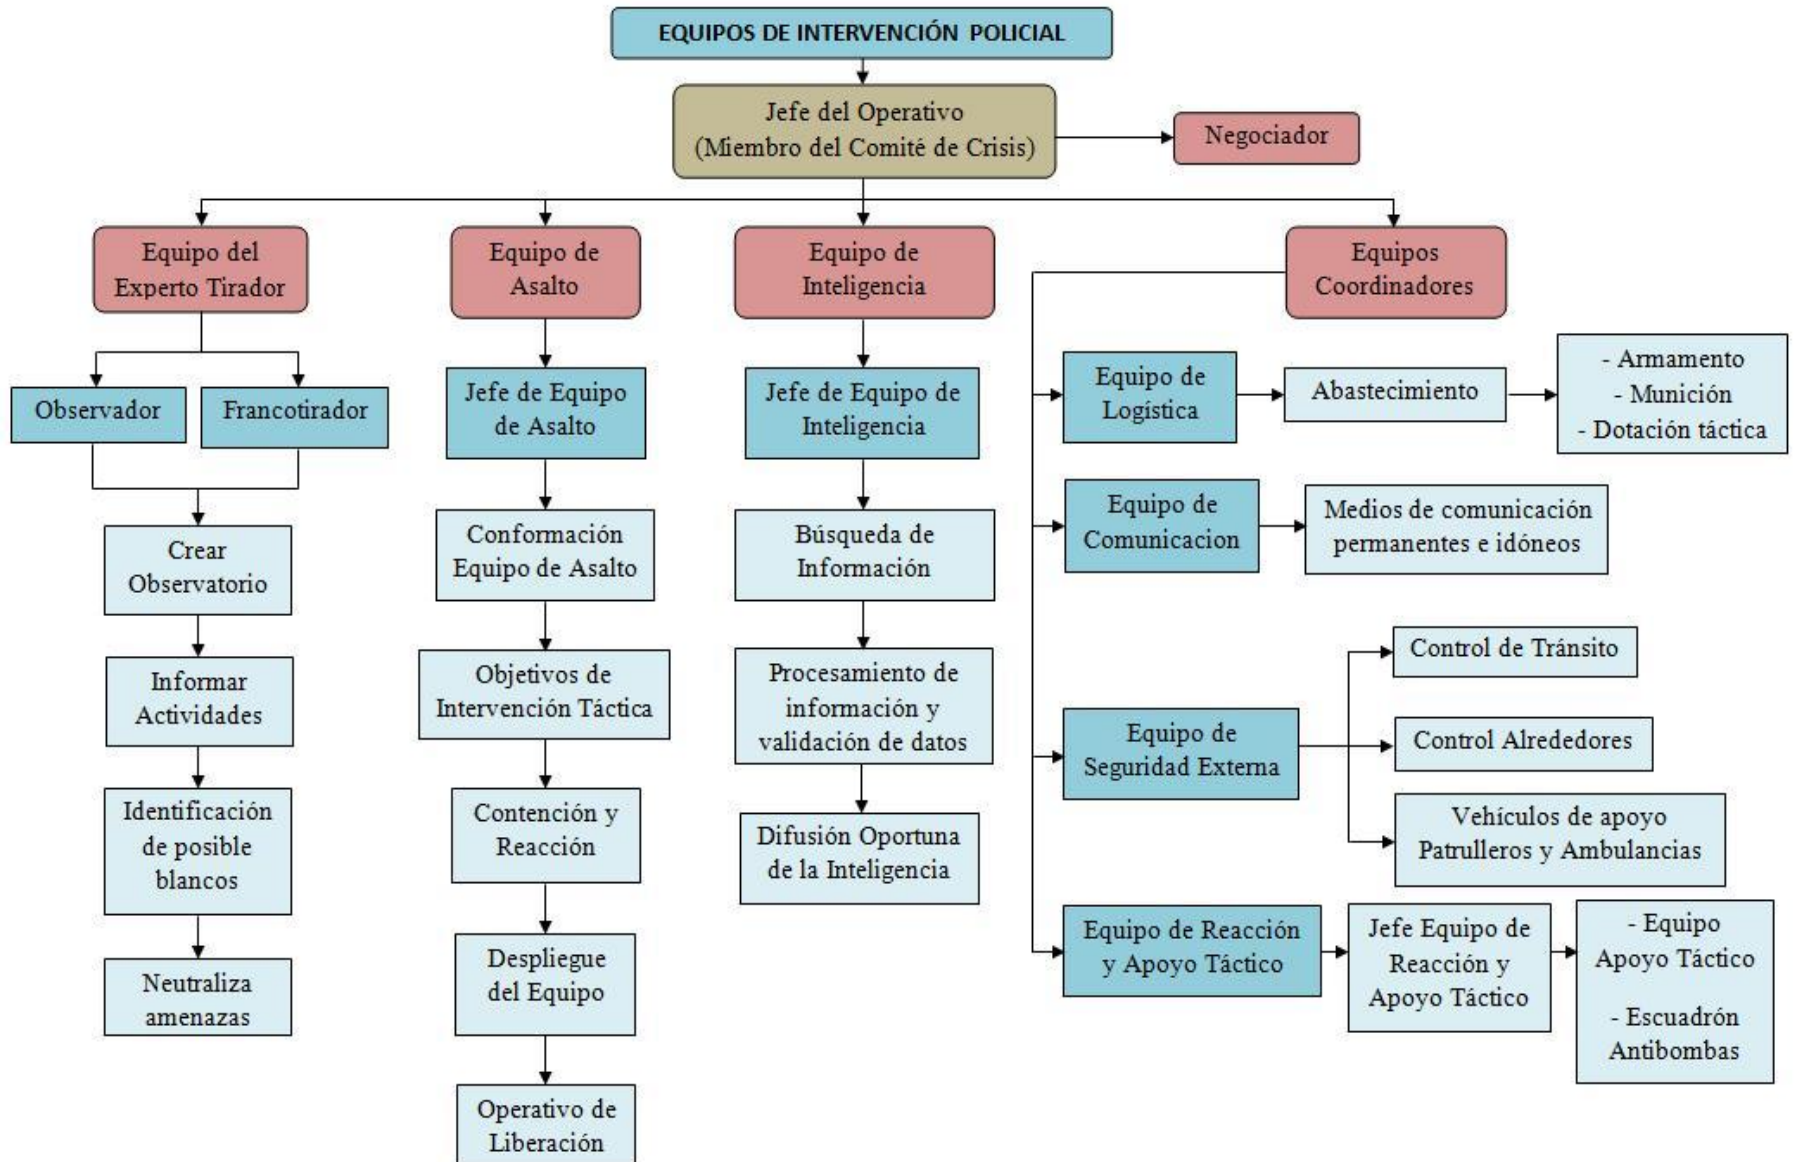 EQUIPOS DE INTERVENCIÓN POLICIAL
Jefe del Operativo
(Miembro del Comité de Crisis)
Negociador
Equipo del
Experto Tirador
Equipo de
Asalto
Equipo de
Inteligencia
Equipos
Coordinadores
Observador
Francotirador
Crear
Observatorio
Informar
Actividades
Identificación
de posible
blancos
Neutraliza
amenazas
Jefe de Equipo
de Asalto
Conformación
Equipo de Asalto
Objetivos de
Intervención Táctica
Contención y
Reacción
Despliegue
del Equipo
Operativo de
Liberación
Jefe de Equipo de
Inteligencia
Búsqueda de
Información
Procesamiento de
información y
validación de datos
Difusión Oportuna
de la Inteligencia
Equipo de
Logística
Abastecimiento
- Armamento
- Munición
- Dotación táctica
Equipo de
Comunicacion
Medios de comunicación
permanentes e idóneos
Equipo de
Seguridad Externa
Control de Tránsito
Control Alrededores
Vehículos de apoyo
Patrulleros y Ambulancias
Equipo de Reacción
y Apoyo Táctico
Jefe Equipo de
Reacción y
Apoyo Táctico
- Equipo
Apoyo Táctico
- Escuadrón
Antibombas